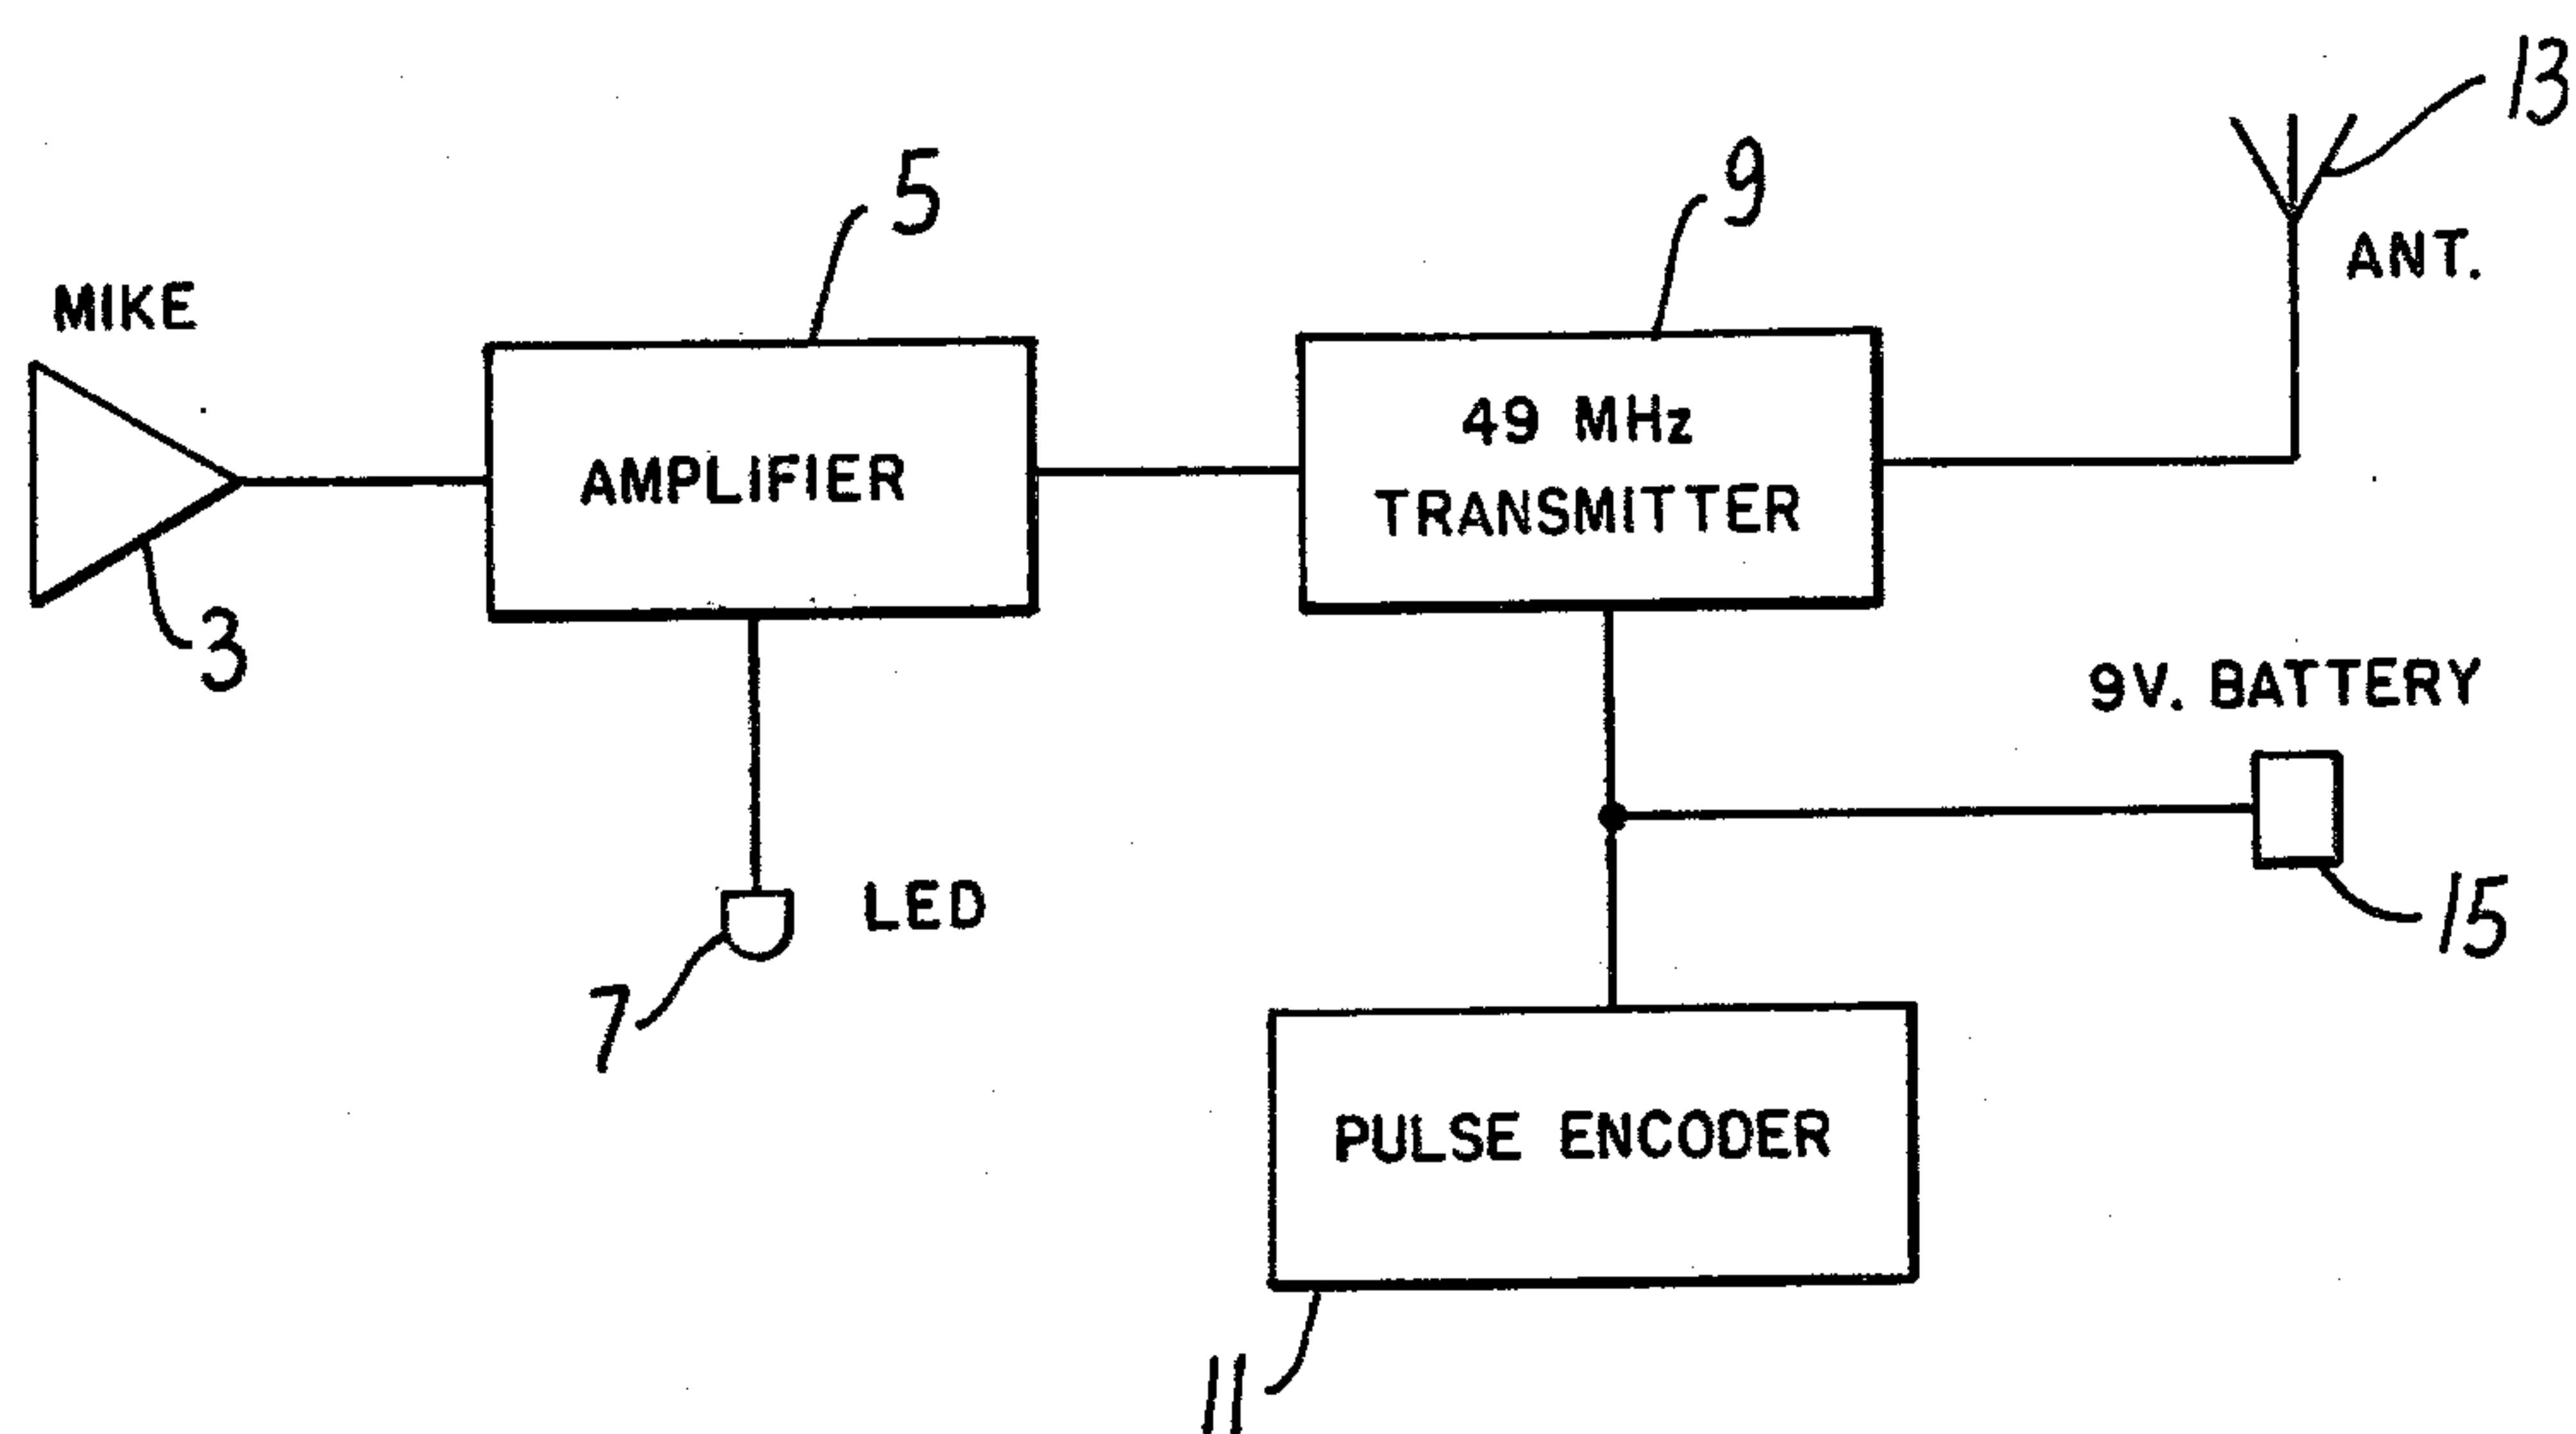 13
5
9
ANT.
MIKE
AMPLIFIER
49 MHz
TRANSMITTER
3
9V. BATTERY
LED
15
7
PULSE ENCODER
11